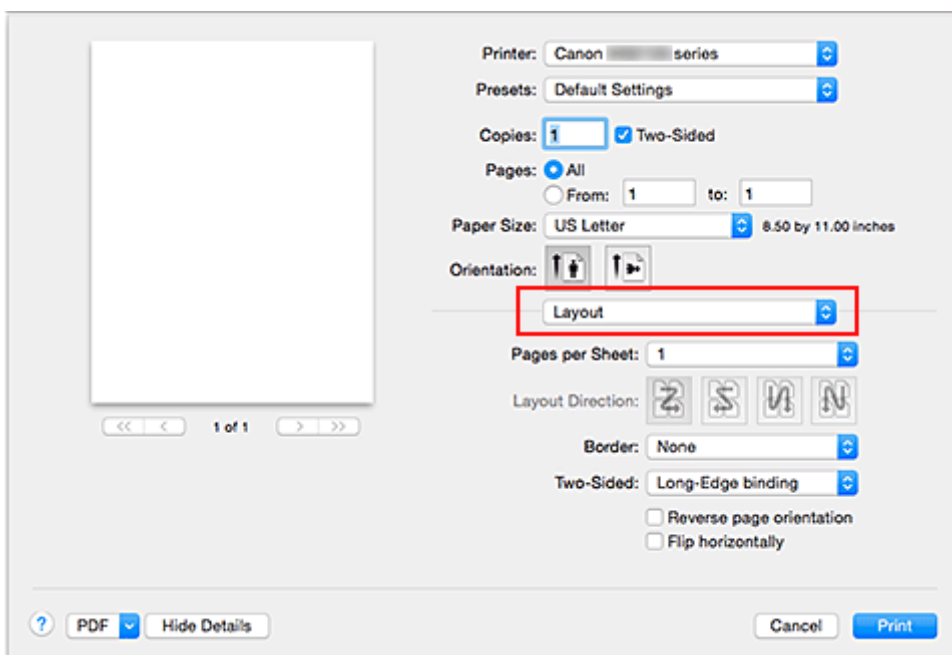 Printer: Canon series
Presets: Default Settings
Copies: 1 Two-Sided
Pages: All
From: 1 to: 1
Paper Size: US Letter 8.50 by 11.00 inches
Orientation:
Layout
Pages per Sheet: 1
Layout Direction:
<< < 1 of 1 > >>
Border: None
Two-Sided: Long-Edge binding
Reverse page orientation
Flip horizontally
? PDF Hide Details Cancel Print